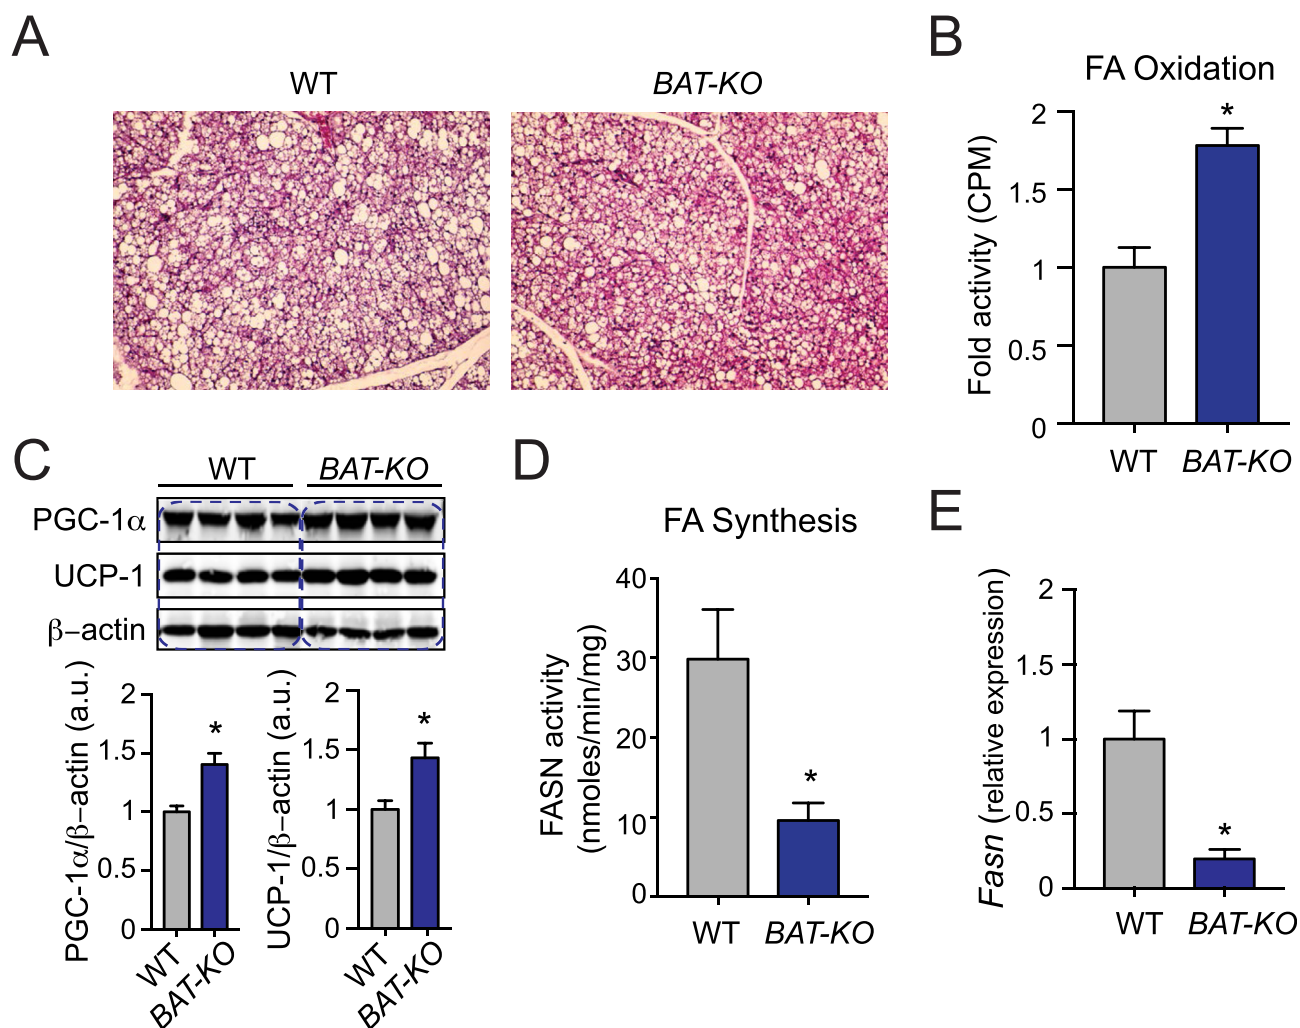 A
WT
BAT-KO
B
FA Oxidation
Fold activity (CPM)
2
1.5
1
0.5
0
WT
BAT-KO
*
C
WT
BAT-KO
PGC-1α
UCP-1
β–actin
PGC-1α/β–actin (a.u.)
2
1.5
1
0.5
0
WT
BAT-KO
*
UCP-1/β–actin (a.u.)
2
1.5
1
0.5
0
WT
BAT-KO
*
D
FA Synthesis
FASN activity
(nmoles/min/mg)
40
30
20
10
0
WT
BAT-KO
*
E
Fasn (relative expression)
2
1.5
1
0.5
0
WT
BAT-KO
*